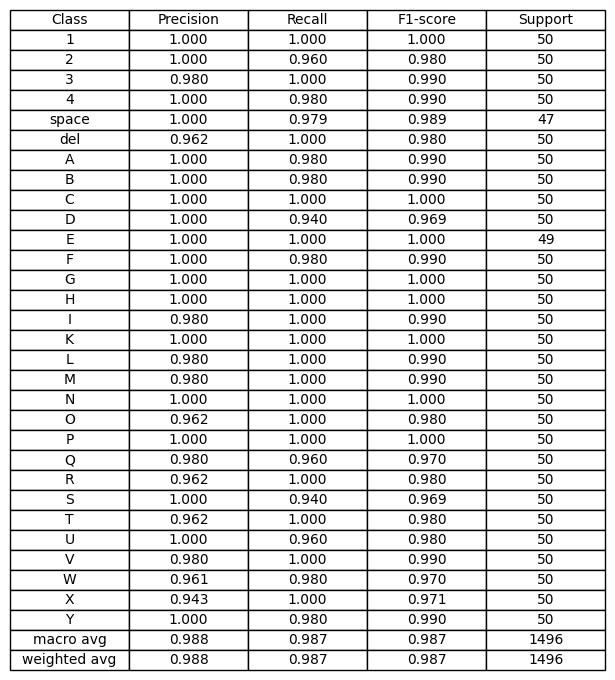 Class Precision Recall F1-score Support
1 1.000 1.000 1.000 50
2 1.000 0.960 0.980 50
3 0.980 1.000 0.990 50
4 1.000 0.980 0.990 50
space 1.000 0.979 0.989 47
del 0.962 1.000 0.980 50
A 1.000 0.980 0.990 50
B 1.000 0.980 0.990 50
C 1.000 1.000 1.000 50
D 1.000 0.940 0.969 50
E 1.000 1.000 1.000 49
F 1.000 0.980 0.990 50
G 1.000 1.000 1.000 50
H 1.000 1.000 1.000 50
I 0.980 1.000 0.990 50
K 1.000 1.000 1.000 50
L 0.980 1.000 0.990 50
M 0.980 1.000 0.990 50
N 1.000 1.000 1.000 50
O 0.962 1.000 0.980 50
P 1.000 1.000 1.000 50
Q 0.980 0.960 0.970 50
R 0.962 1.000 0.980 50
S 1.000 0.940 0.969 50
T 0.962 1.000 0.980 50
U 1.000 0.960 0.980 50
V 0.980 1.000 0.990 50
W 0.961 0.980 0.970 50
X 0.943 1.000 0.971 50
Y 1.000 0.980 0.990 50
macro avg 0.988 0.987 0.987 1496
weighted avg 0.988 0.987 0.987 1496